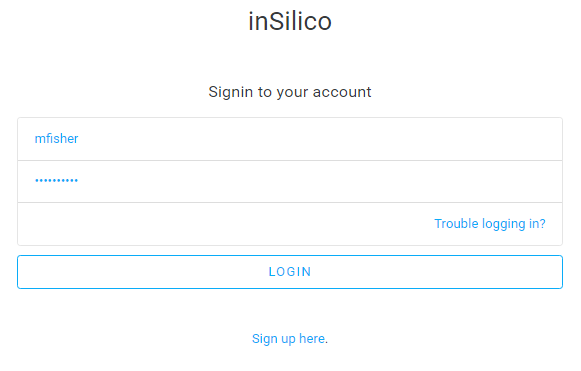 inSilico
Signin to your account
mfisher
••••••••••
Trouble logging in?
LOGIN
Sign up here.